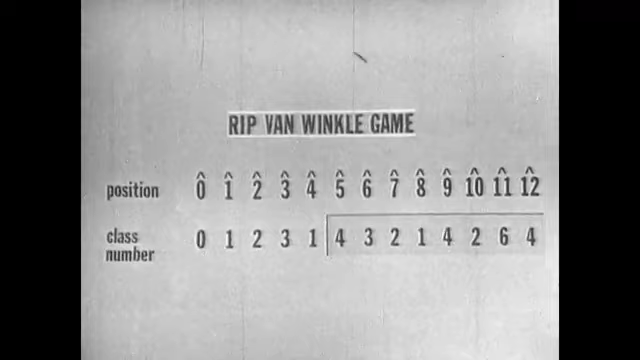 RIP VAN WINKLE GAME
position 0̂ 1̂ 2̂ 3̂ 4̂ 5̂ 6̂ 7̂ 8̂ 9̂ 10̂ 11̂ 12̂
class number 0 1 2 3 1 4 3 2 1 4 2 6 4